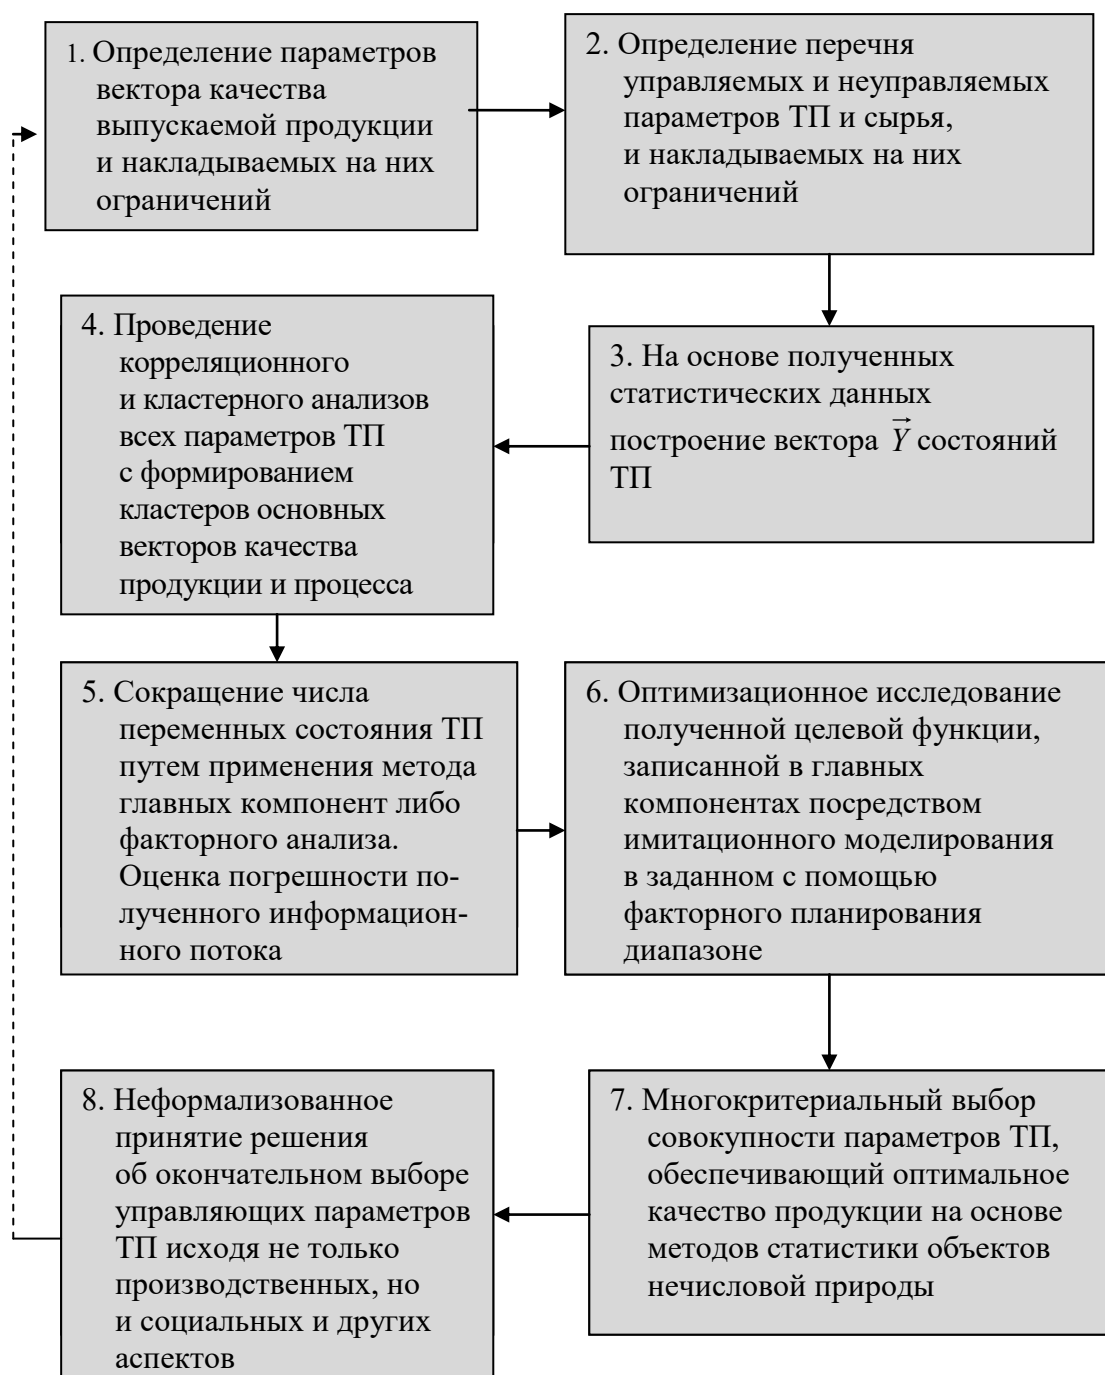 1. Определение параметров
вектора качества
выпускаемой продукции
и накладываемых на них
ограничений
2. Определение перечня
управляемых и неуправляемых
параметров ТП и сырья,
и накладываемых на них
ограничений
3. На основе полученных
статистических данных
построение вектора Y⃗ состояний
ТП
4. Проведение
корреляционного
и кластерного анализов
всех параметров ТП
с формированием
кластеров основных
векторов качества
продукции и процесса
5. Сокращение числа
переменных состояния ТП
путем применения метода
главных компонент либо
факторного анализа.
Оценка погрешности по-
лученного информацион-
ного потока
6. Оптимизационное исследование
полученной целевой функции,
записанной в главных
компонентах посредством
имитационного моделирования
в заданном с помощью
факторного планирования
диапазоне
7. Многокритериальный выбор
совокупности параметров ТП,
обеспечивающий оптимальное
качество продукции на основе
методов статистики объектов
нечисловой природы
8. Неформализованное
принятие решения
об окончательном выборе
управляющих параметров
ТП исходя не только
производственных, но
и социальных и других
аспектов